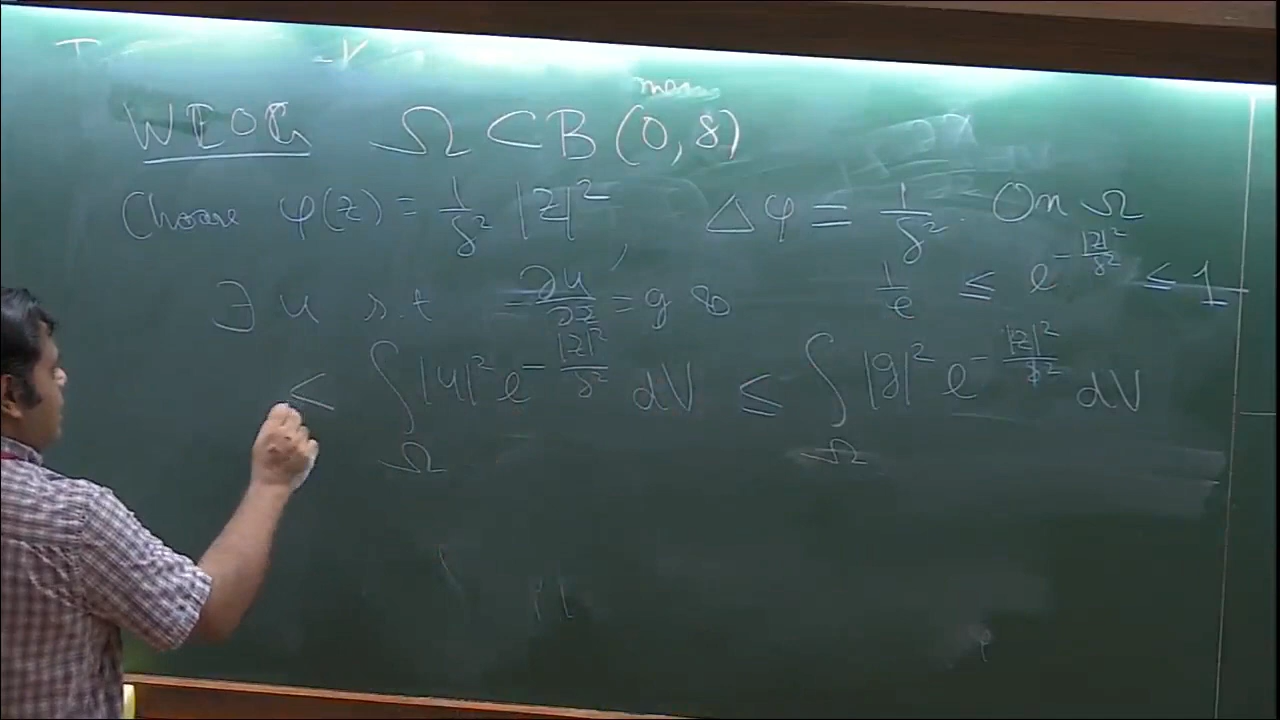 WLOG Ω ⊂ B(0, δ)
Choose φ(z) = 1/δ² |z|², △φ = 1/δ². On Ω
∃ u s.t ∂u/∂z̄ = g & 1/e ≤ e^{-|z|²/δ²} ≤ 1
≤ ∫_Ω |u|² e^{-|z|²/δ²} dV ≤ ∫_Ω |g|² e^{-|z|²/δ²} dV